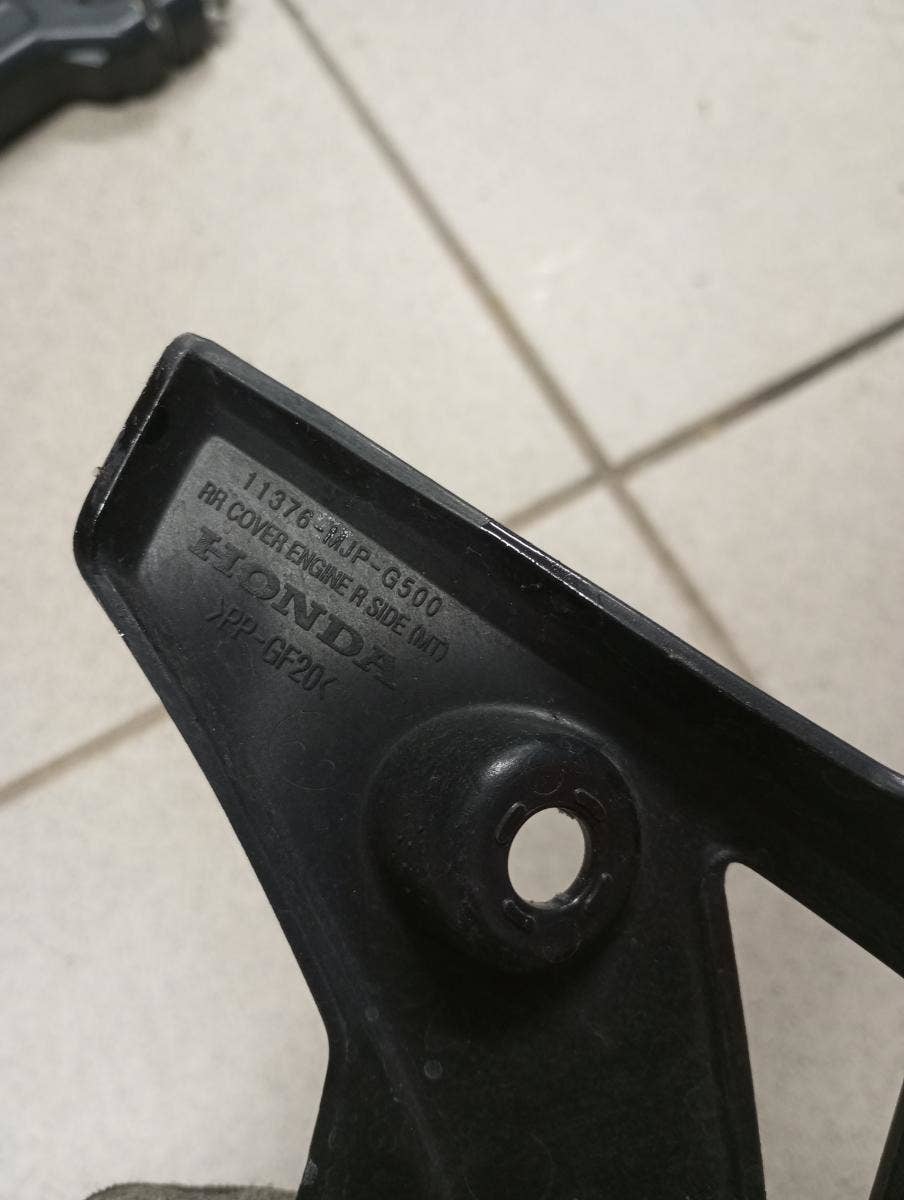 11376-MJP-G500
RR COVER ENGINE R SIDE (MT)
HONDA
>PP-GF20<